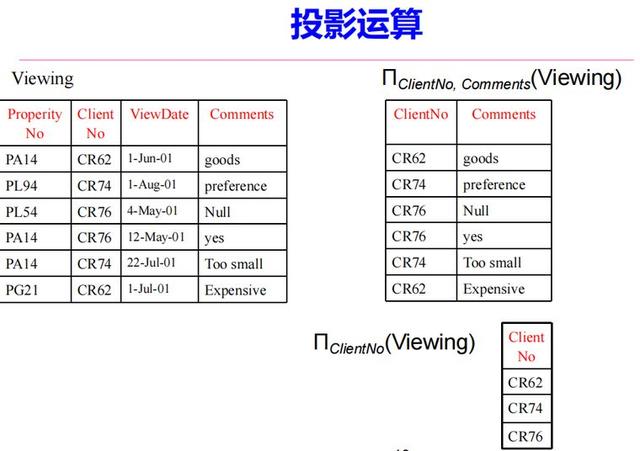 投影运算
Viewing
Properity No Client No ViewDate Comments
PA14 CR62 1-Jun-01 goods
PL94 CR74 1-Aug-01 preference
PL54 CR76 4-May-01 Null
PA14 CR76 12-May-01 yes
PA14 CR74 22-Jul-01 Too small
PG21 CR62 1-Jul-01 Expensive
Π ClientNo, Comments(Viewing)
ClientNo Comments
CR62 goods
CR74 preference
CR76 Null
CR76 yes
CR74 Too small
CR62 Expensive
Π ClientNo(Viewing)
Client
No
CR62
CR74
CR76